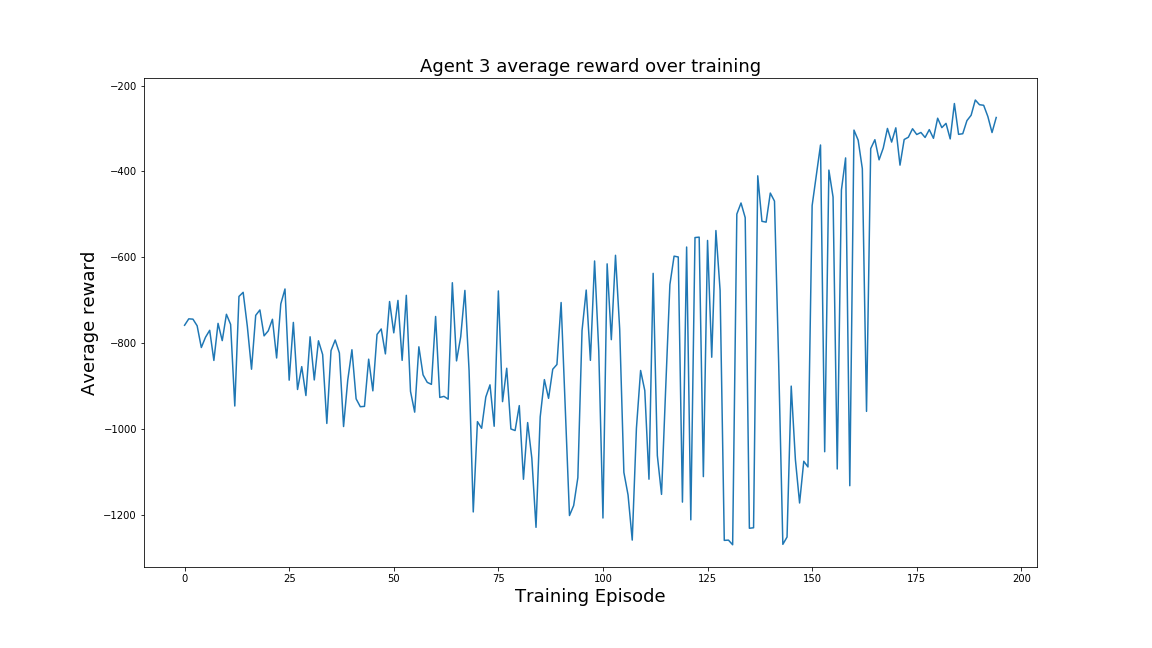 Agent 3 average reward over training
−200
−400
−600
−800
−1000
−1200
Average reward
0 25 50 75 100 125 150 175 200
Training Episode